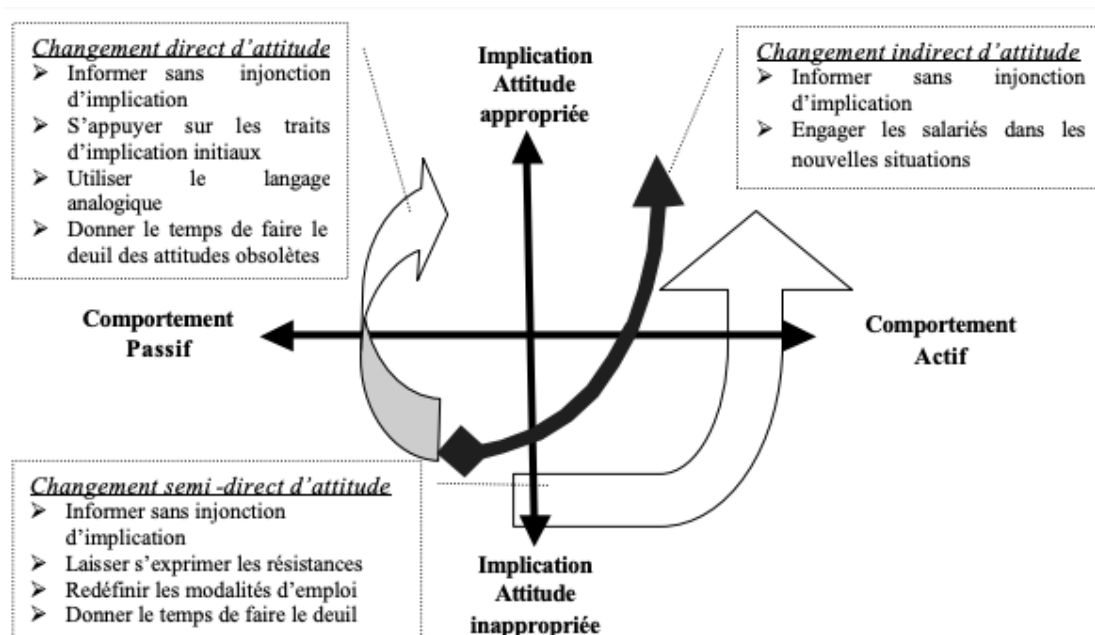 Changement direct d'attitude
➢ Informer sans injonction
d'implication
➢ S'appuyer sur les traits
d'implication initiaux
➢ Utiliser le langage
analogique
➢ Donner le temps de faire le
deuil des attitudes obsolètes
Implication
Attitude
appropriée
Changement indirect d'attitude
➢ Informer sans injonction
d'implication
➢ Engager les salariés dans les
nouvelles situations
Comportement
Passif
Comportement
Actif
Changement semi -direct d'attitude
➢ Informer sans injonction
d'implication
➢ Laisser s'exprimer les résistances
➢ Redéfinir les modalités d'emploi
➢ Donner le temps de faire le deuil
Implication
Attitude
inappropriée